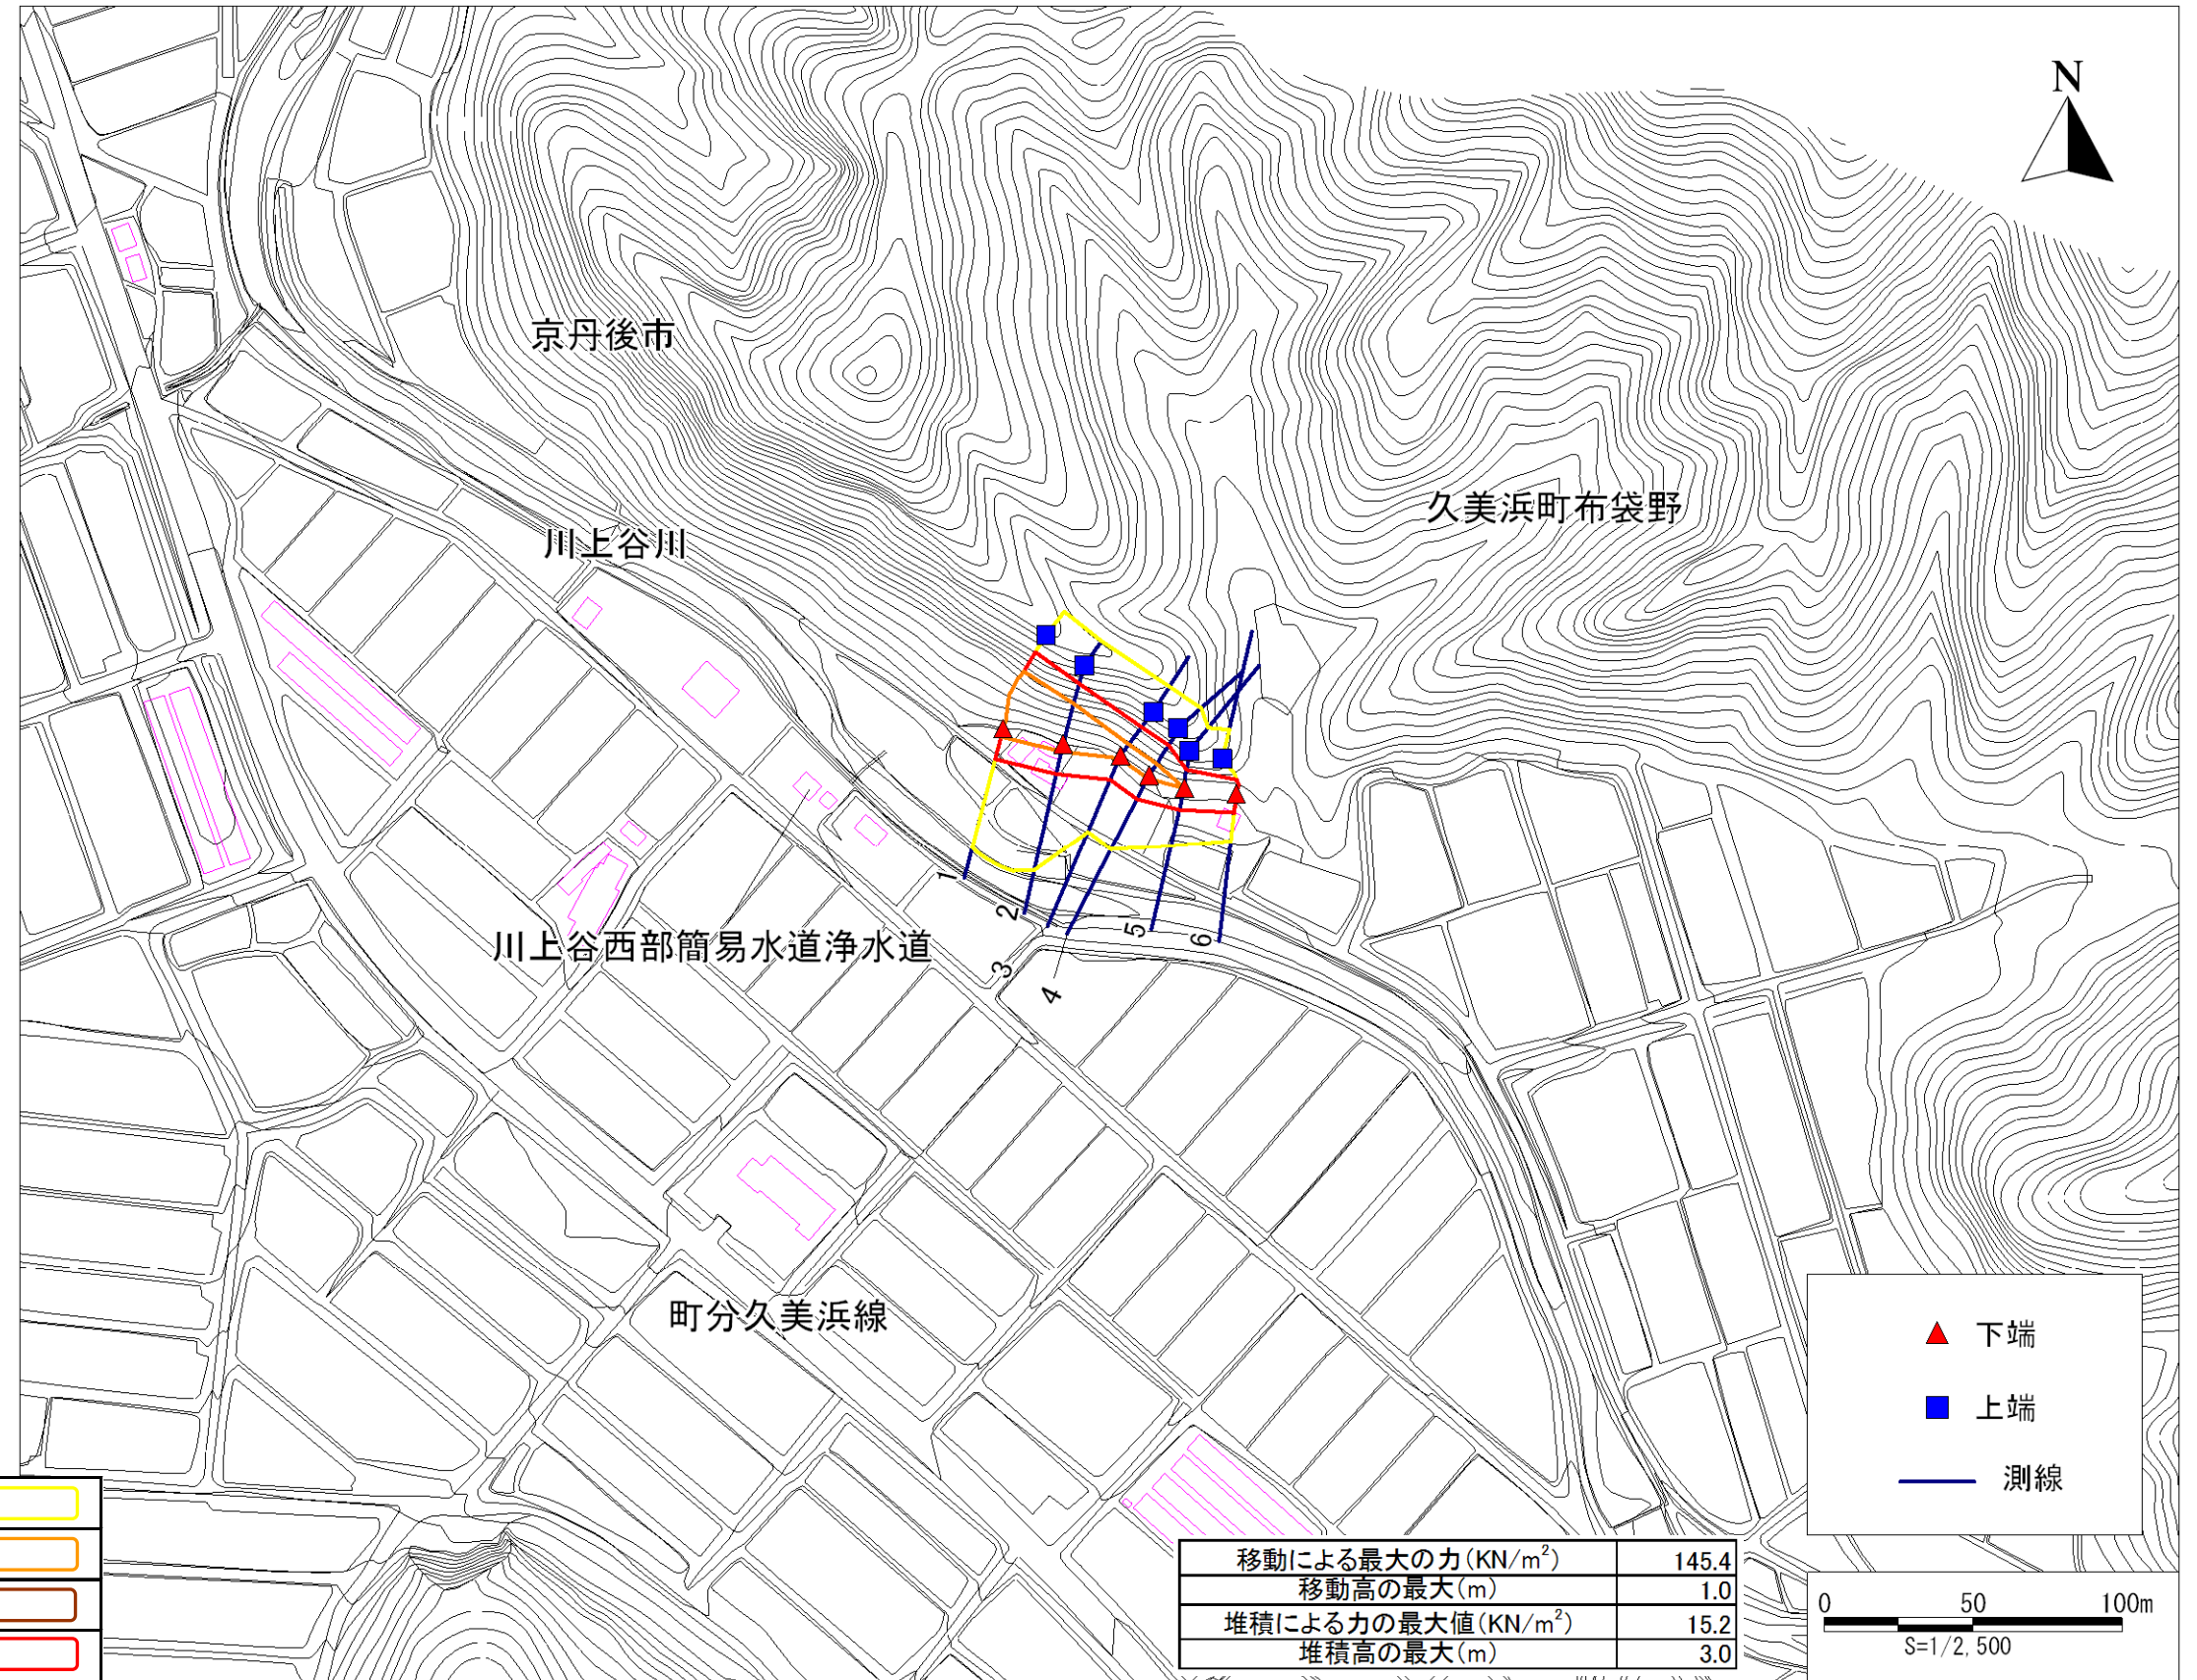 N
京丹後市
久美浜町布袋野
川上谷川
1
2
3
4
5
6
川上谷西部簡易水道浄水道
町分久美浜線
下端
上端
測線
移動による最大の力(KN/m²) 145.4
移動高の最大(m) 1.0
堆積による力の最大値(KN/m²) 15.2
堆積高の最大(m) 3.0
0 50 100m
S=1/2,500